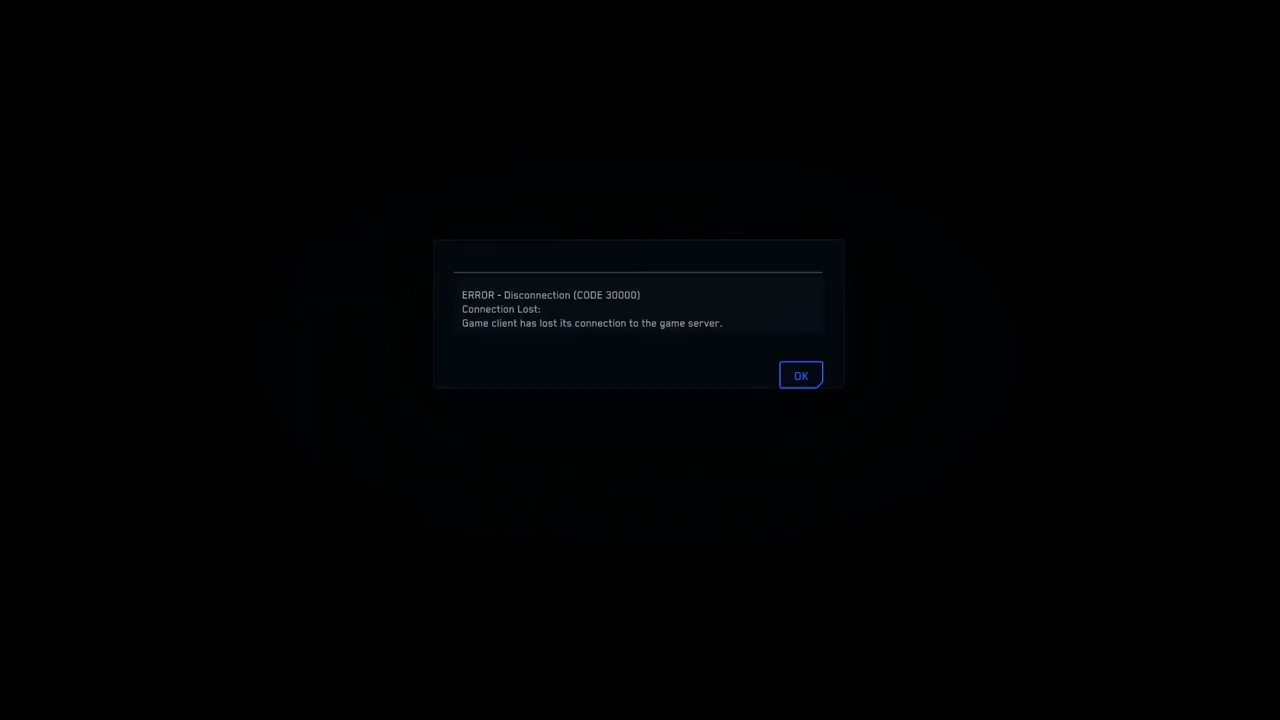 ERROR - Disconnection (CODE 30000)
Connection Lost:
Game client has lost its connection to the game server.
OK